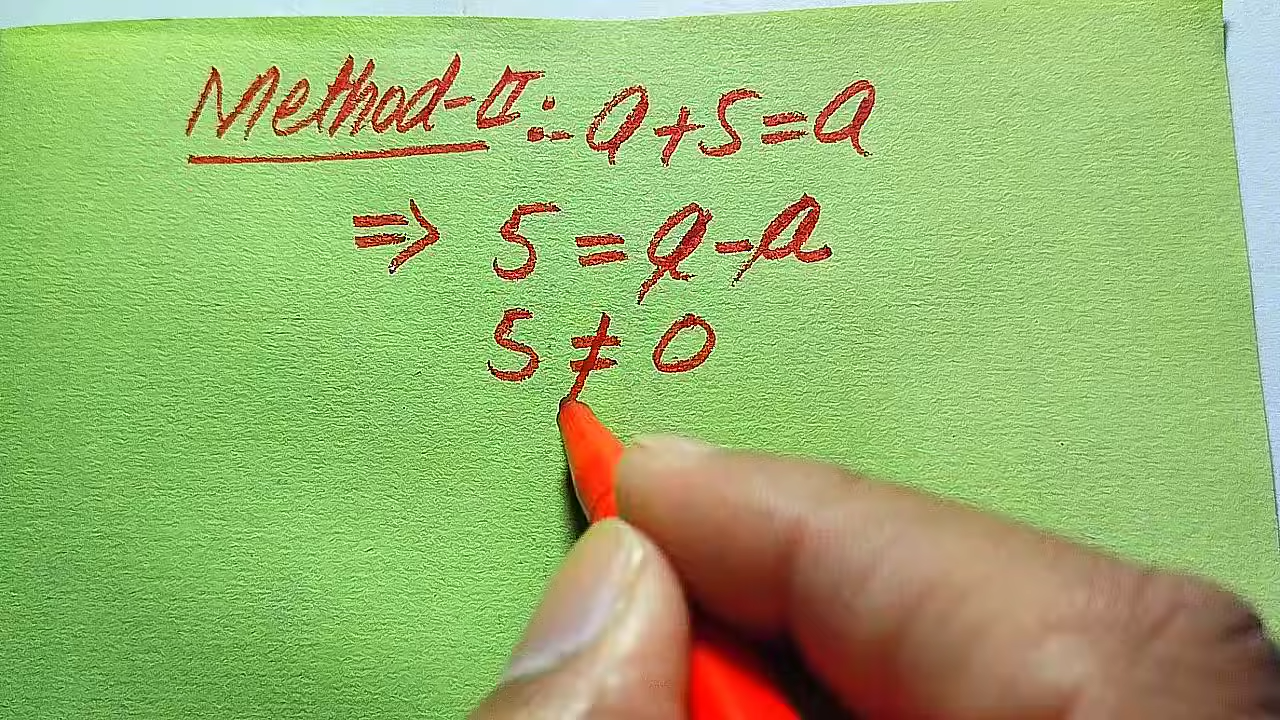 Method-II:- a+5=a
⇒ 5 = a-a
5 ≠ 0